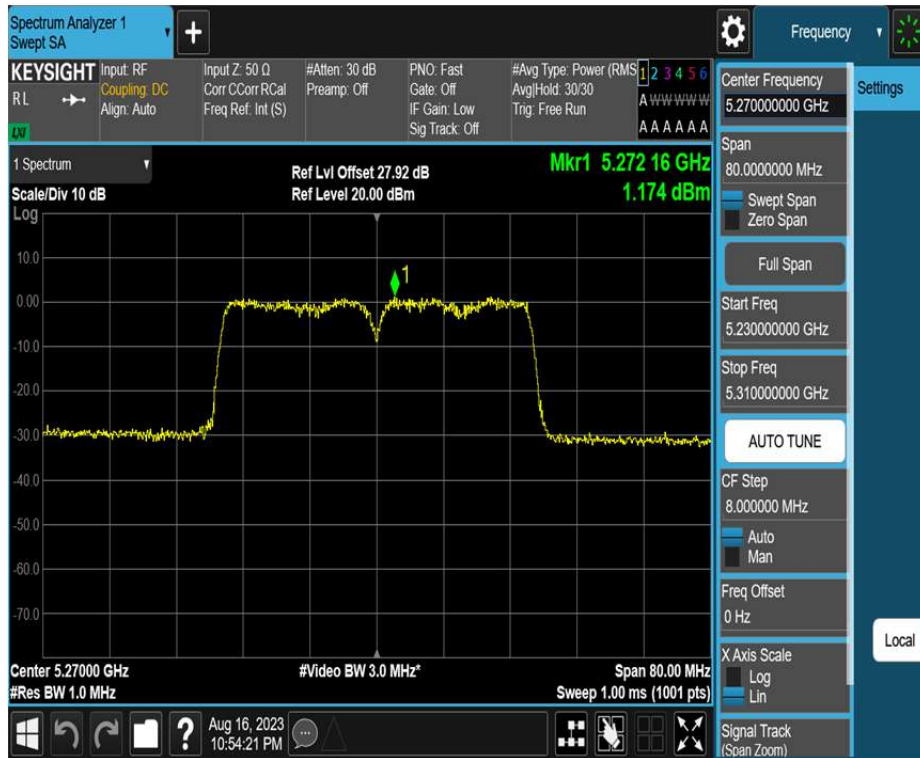 Spectrum Analyzer 1
Swept SA
+
Frequency
KEYSIGHT
R L
LXI
Input: RF
Coupling: DC
Align: Auto
Input Z: 50 Ω
Corr CCorr RCal
Freq Ref: Int (S)
#Atten: 30 dB
Preamp: Off
PNO: Fast
Gate: Off
IF Gain: Low
Sig Track: Off
#Avg Type: Power (RMS
Avg|Hold: 30/30
Trig: Free Run
1 2 3 4 5 6
A W W W W W
A A A A A A
1 Spectrum
Scale/Div 10 dB
Log
Ref Lvl Offset 27.92 dB
Ref Level 20.00 dBm
Mkr1 5.272 16 GHz
1.174 dBm
10.0
0.00
-10.0
-20.0
-30.0
-40.0
-50.0
-60.0
-70.0
1
Center 5.27000 GHz
#Res BW 1.0 MHz
#Video BW 3.0 MHz*
Span 80.00 MHz
Sweep 1.00 ms (1001 pts)
?
Aug 16, 2023
10:54:21 PM
Center Frequency
5.270000000 GHz
Span
80.0000000 MHz
Swept Span
Zero Span
Full Span
Start Freq
5.230000000 GHz
Stop Freq
5.310000000 GHz
AUTO TUNE
CF Step
8.000000 MHz
Auto
Man
Freq Offset
0 Hz
X Axis Scale
Log
Lin
Signal Track
(Span Zoom)
Settings
Local